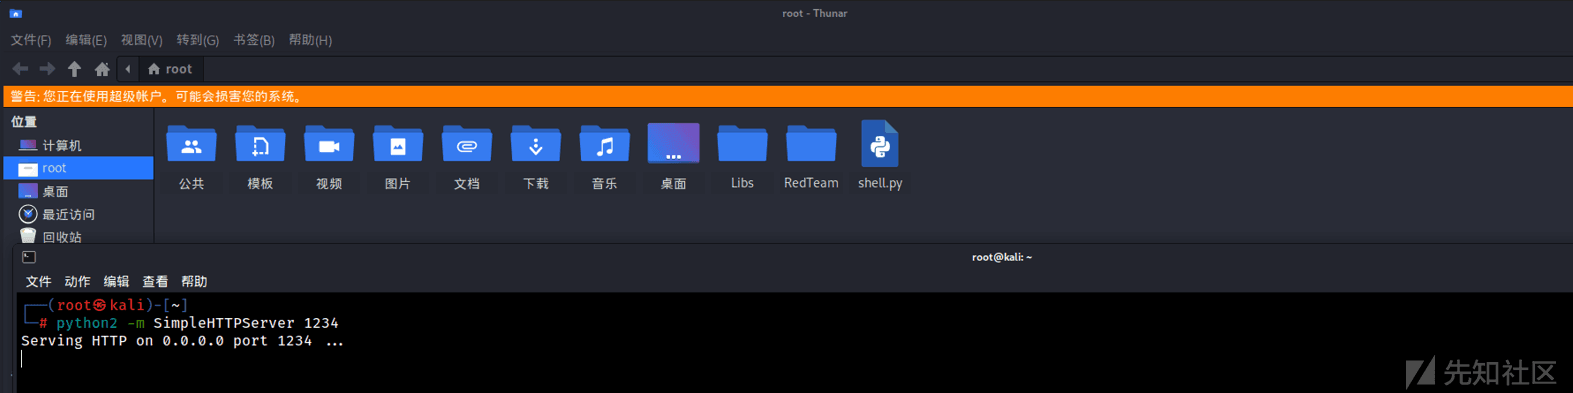 root - Thunar
文件(F) 编辑(E) 视图(V) 转到(G) 书签(B) 帮助(H)
root
警告: 您正在使用超级帐户。可能会损害您的系统。
位置
计算机
root
桌面
最近访问
回收站
公共 模板 视频 图片 文档 下载 音乐 桌面 Libs RedTeam shell.py
root@kali: ~
文件 动作 编辑 查看 帮助
┌──(root㉿kali)-[~]
└─# python2 -m SimpleHTTPServer 1234
Serving HTTP on 0.0.0.0 port 1234 ...
先知社区